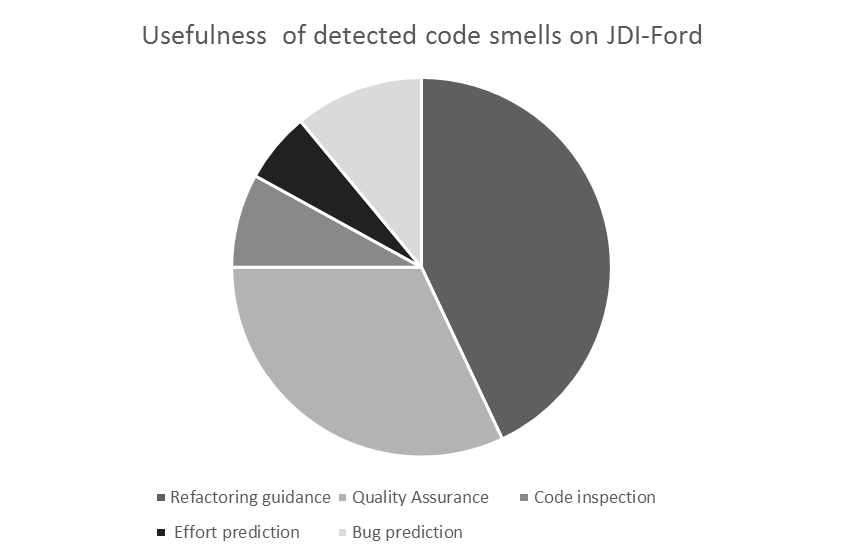 Usefulness of detected code smells on JDI-Ford
Refactoring guidance Quality Assurance Code inspection
Effort prediction Bug prediction